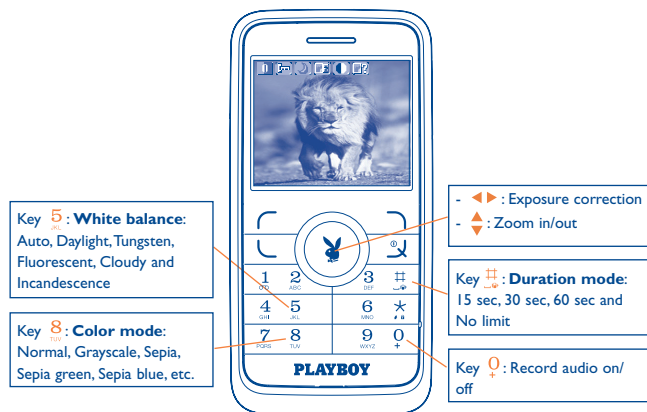 Key 5 JKL : White balance:
Auto, Daylight, Tungsten,
Fluorescent, Cloudy and
Incandescence
Key 8 TUV : Color mode:
Normal, Grayscale, Sepia,
Sepia green, Sepia blue, etc.
- ◀ ▶ : Exposure correction
- ▲▼ : Zoom in/out
Key # : Duration mode:
15 sec, 30 sec, 60 sec and
No limit
Key 0 + : Record audio on/
off
1 2 ABC 3 DEF #
4 GHI 5 JKL 6 MNO *
7 PQRS 8 TUV 9 WXYZ 0 +
PLAYBOY